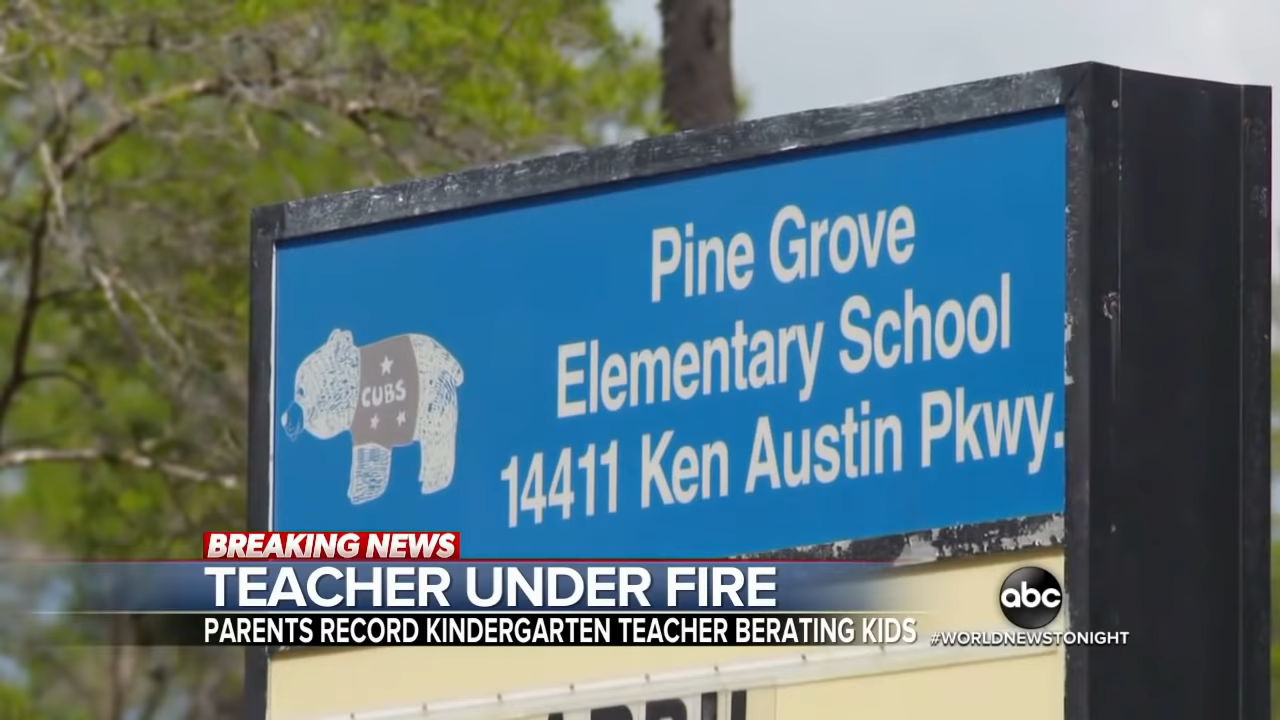 Pine Grove
Elementary School
14411 Ken Austin Pkwy.
CUBS
BREAKING NEWS
TEACHER UNDER FIRE
PARENTS RECORD KINDERGARTEN TEACHER BERATING KIDS
abc
#WORLDNEWSTONIGHT